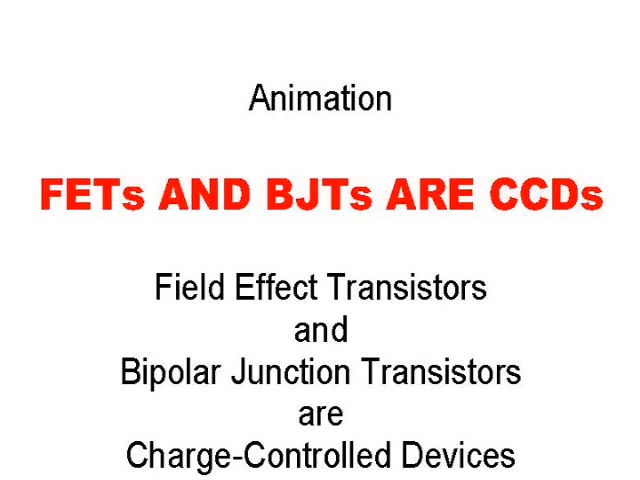 Animation
FETs AND BJTs ARE CCDs
Field Effect Transistors
and
Bipolar Junction Transistors
are
Charge-Controlled Devices